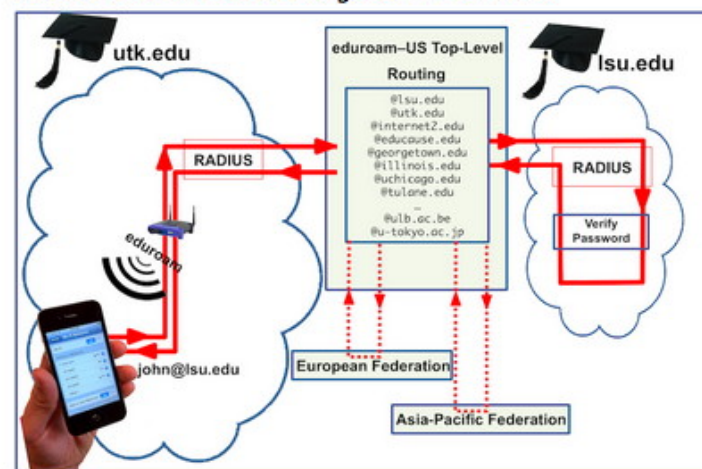 utk.edu
eduroam–US Top-Level
Routing
lsu.edu
@lsu.edu
@utk.edu
@internet2.edu
@educause.edu
@georgetown.edu
@illinois.edu
@uchicago.edu
@tulane.edu
…
@ulb.ac.be
@u-tokyo.ac.jp
RADIUS
RADIUS
Verify
Password
eduroam
john@lsu.edu
European Federation
Asia-Pacific Federation